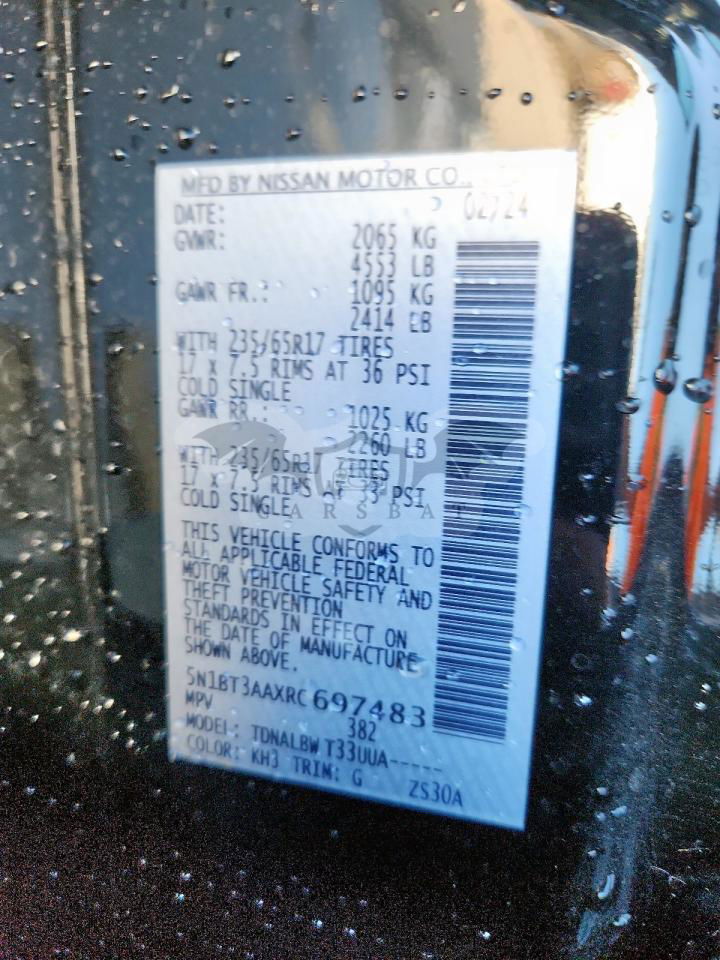 MFD BY NISSAN MOTOR CO.,
DATE: 02/24
GVWR: 2065 KG
4553 LB
GAWR FR.: 1095 KG
2414 LB
WITH 235/65R17 TIRES
17 X 7.5 RIMS AT 36 PSI
COLD SINGLE
GAWR RR.: 1025 KG
2260 LB
WITH 235/65R17 TIRES
17 X 7.5 RIMS AT 33 PSI
COLD SINGLE
THIS VEHICLE CONFORMS TO
ALL APPLICABLE FEDERAL
MOTOR VEHICLE SAFETY AND
THEFT PREVENTION
STANDARDS IN EFFECT ON
THE DATE OF MANUFACTURE
SHOWN ABOVE.
5N1BT3AAXRC697483
MPV 382
MODEL: TDNALBW T33UUA-----
COLOR: KH3 TRIM: G ZS30A